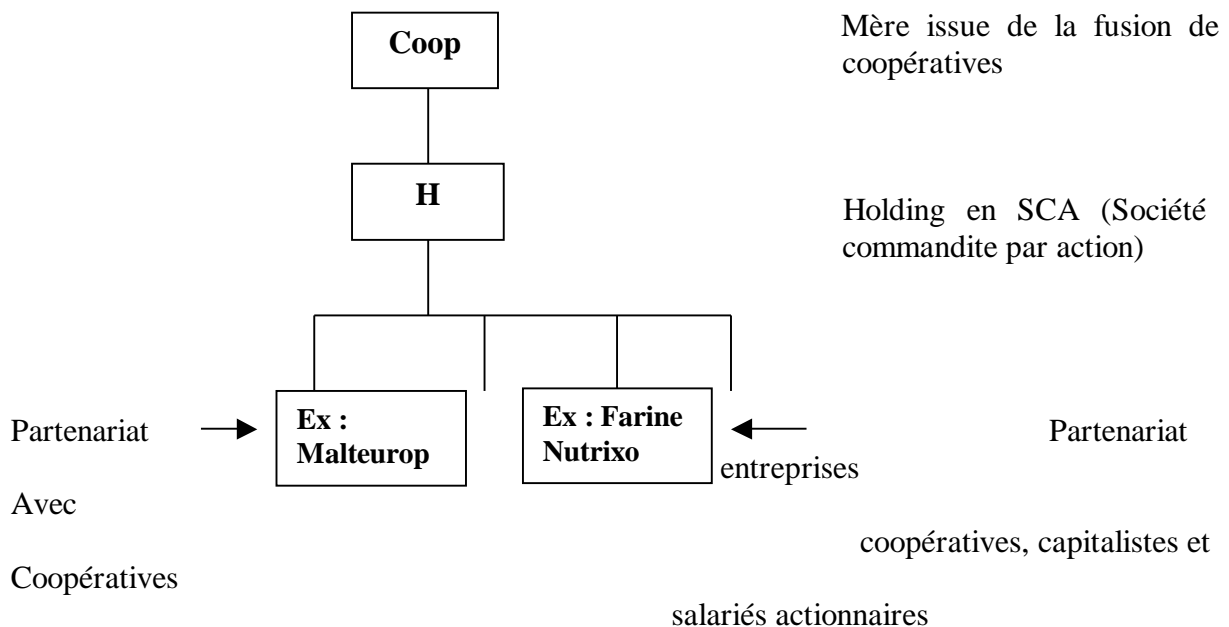 Coop
Mère issue de la fusion de
coopératives
H
Holding en SCA (Société
commandite par action)
Partenariat
Ex :
Malteurop
Ex : Farine
Nutrixo
Partenariat
entreprises
Avec
coopératives, capitalistes et
Coopératives
salariés actionnaires